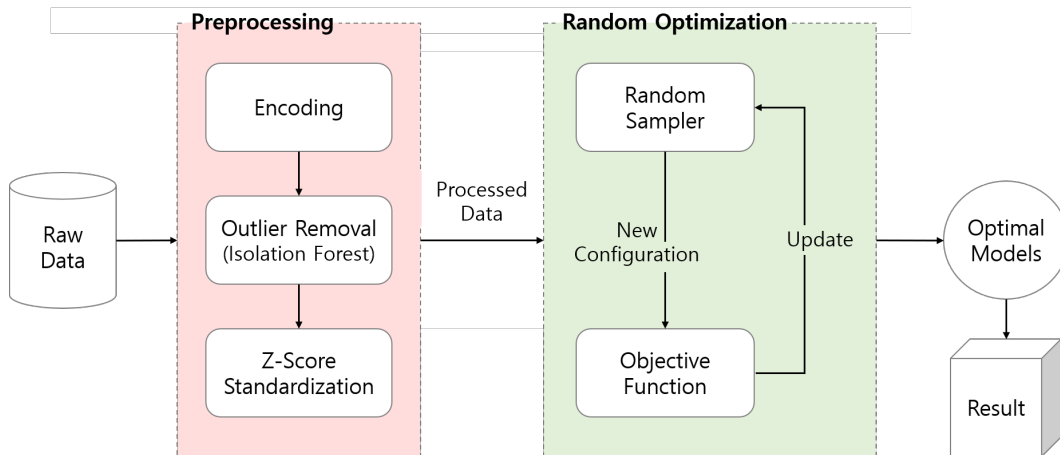 Preprocessing
Random Optimization
Encoding
Random
Sampler
Raw
Data
Outlier Removal
(Isolation Forest)
Processed
Data
New
Configuration
Update
Optimal
Models
Z-Score
Standardization
Objective
Function
Result